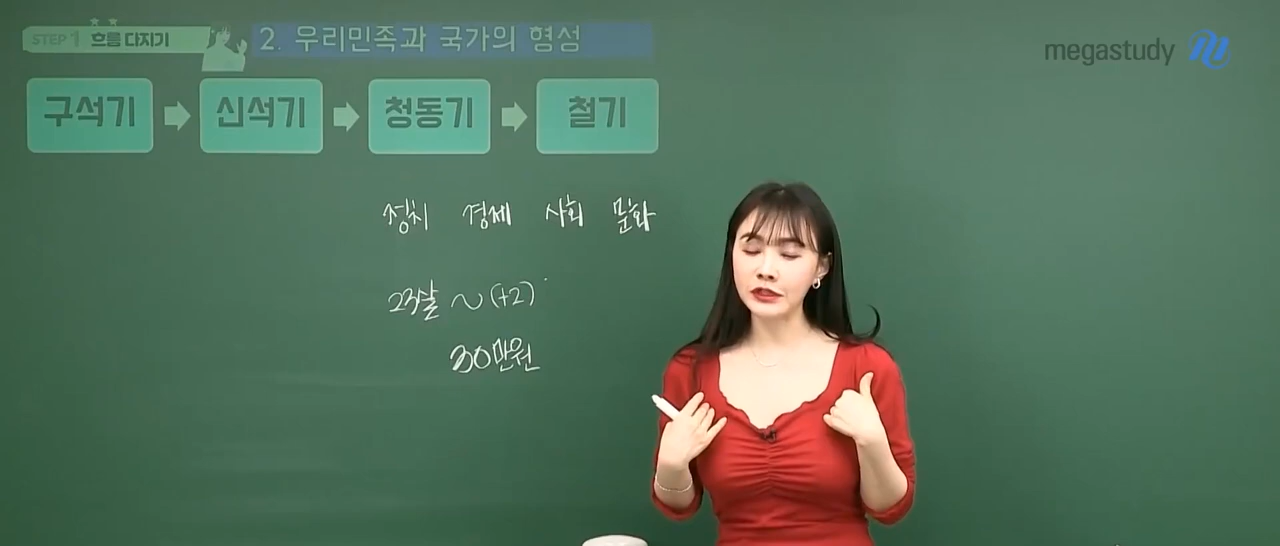 STEP 1 흐름 다지기
2. 우리민족과 국가의 형성
megastudy
구석기 신석기 청동기 철기
정치 경제 사회 문화
23살 ~ (+2)
30만원